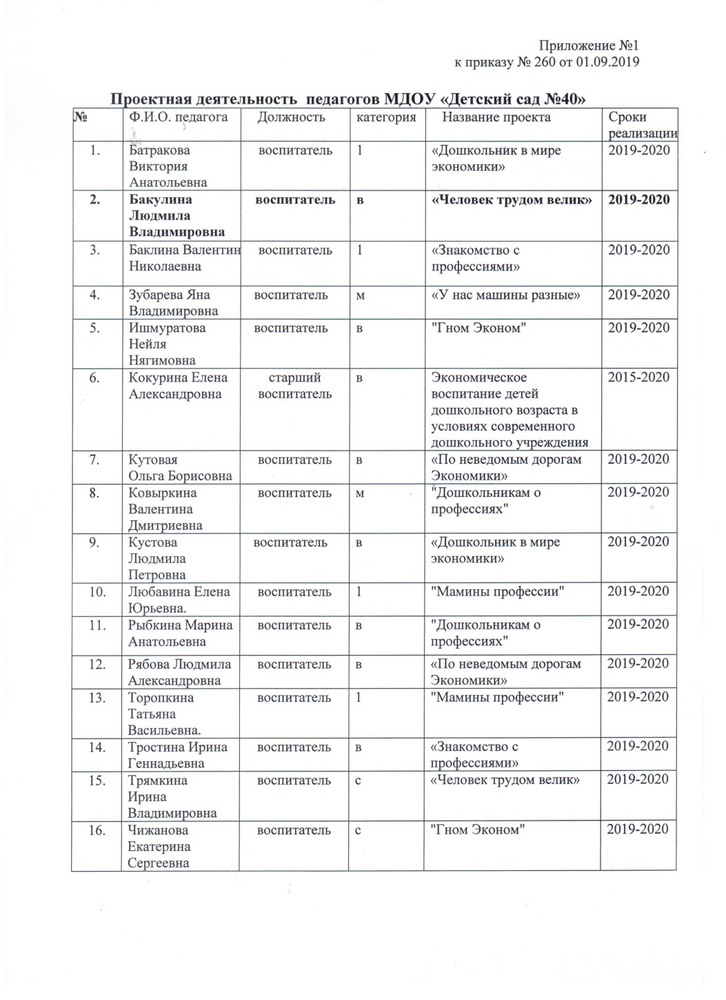 Приложение №1
к приказу № 260 от 01.09.2019
Проектная деятельность педагогов МДОУ «Детский сад №40»
№ Ф.И.О. педагога Должность категория Название проекта Сроки
реализации
1. Батракова воспитатель 1 «Дошкольник в мире 2019-2020
Виктория экономики»
Анатольевна
2. Бакулина воспитатель в «Человек трудом велик» 2019-2020
Людмила
Владимировна
3. Баклина Валентин воспитатель 1 «Знакомство с 2019-2020
Николаевна профессиями»
4. Зубарева Яна воспитатель м «У нас машины разные» 2019-2020
Владимировна
5. Ишмуратова воспитатель в "Гном Эконом" 2019-2020
Нейля
Нягимовна
6. Кокурина Елена старший в Экономическое 2015-2020
Александровна воспитатель воспитание детей
дошкольного возраста в
условиях современного
дошкольного учреждения
7. Кутовая воспитатель в «По неведомым дорогам 2019-2020
Ольга Борисовна Экономики»
8. Ковыркина воспитатель м "Дошкольникам о 2019-2020
Валентина профессиях"
Дмитриевна
9. Кустова воспитатель в «Дошкольник в мире 2019-2020
Людмила экономики»
Петровна
10. Любавина Елена воспитатель 1 "Мамины профессии" 2019-2020
Юрьевна.
11. Рыбкина Марина воспитатель в "Дошкольникам о 2019-2020
Анатольевна профессиях"
12. Рябова Людмила воспитатель в «По неведомым дорогам 2019-2020
Александровна Экономики»
13. Торопкина воспитатель 1 "Мамины профессии" 2019-2020
Татьяна
Васильевна.
14. Тростина Ирина воспитатель в «Знакомство с 2019-2020
Геннадьевна профессиями»
15. Трямкина воспитатель с «Человек трудом велик» 2019-2020
Ирина
Владимировна
16. Чижанова воспитатель с "Гном Эконом" 2019-2020
Екатерина
Сергеевна